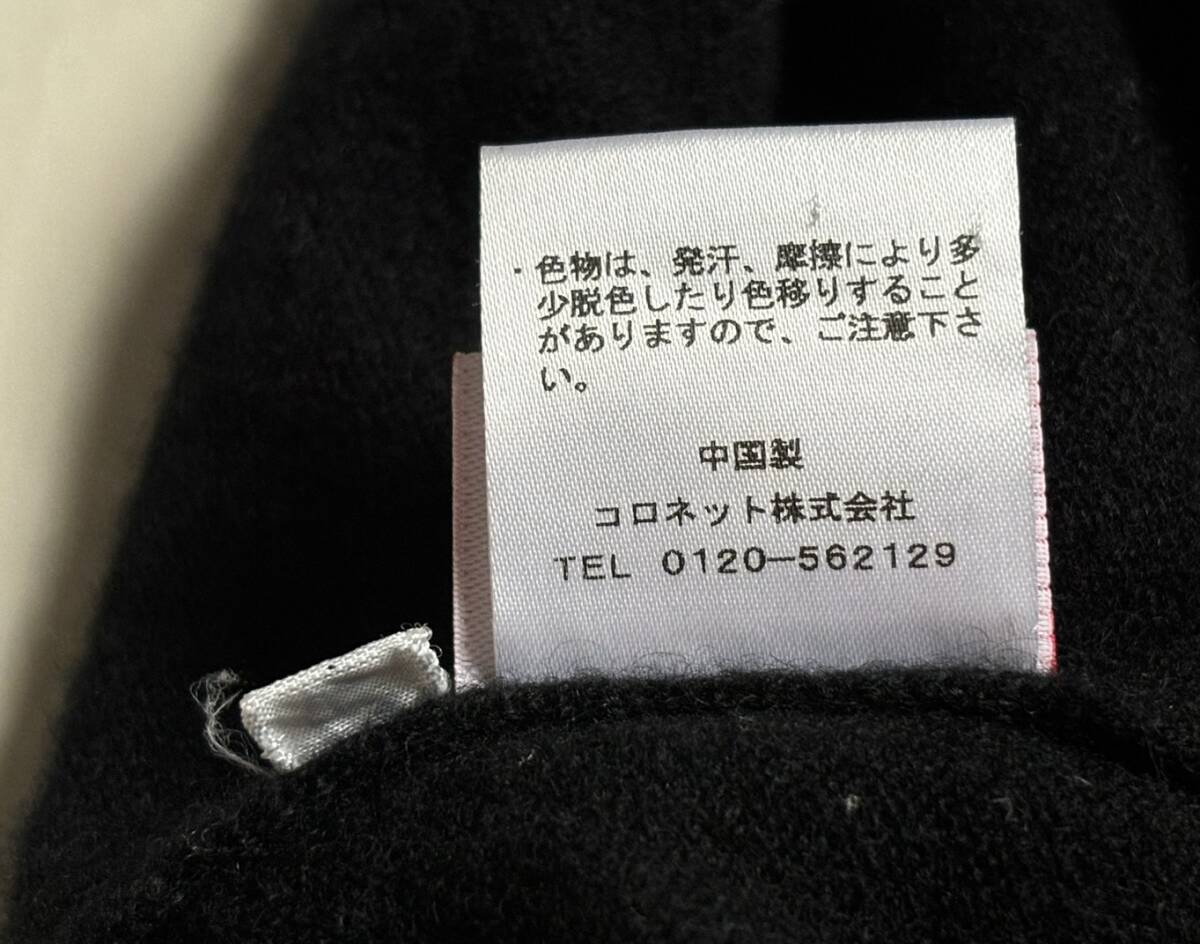 ・色物は、発汗、摩擦により多
少脱色したり色移りすること
がありますので、ご注意下さ
い。
中国製
コロネット株式会社
TEL 0120-562129